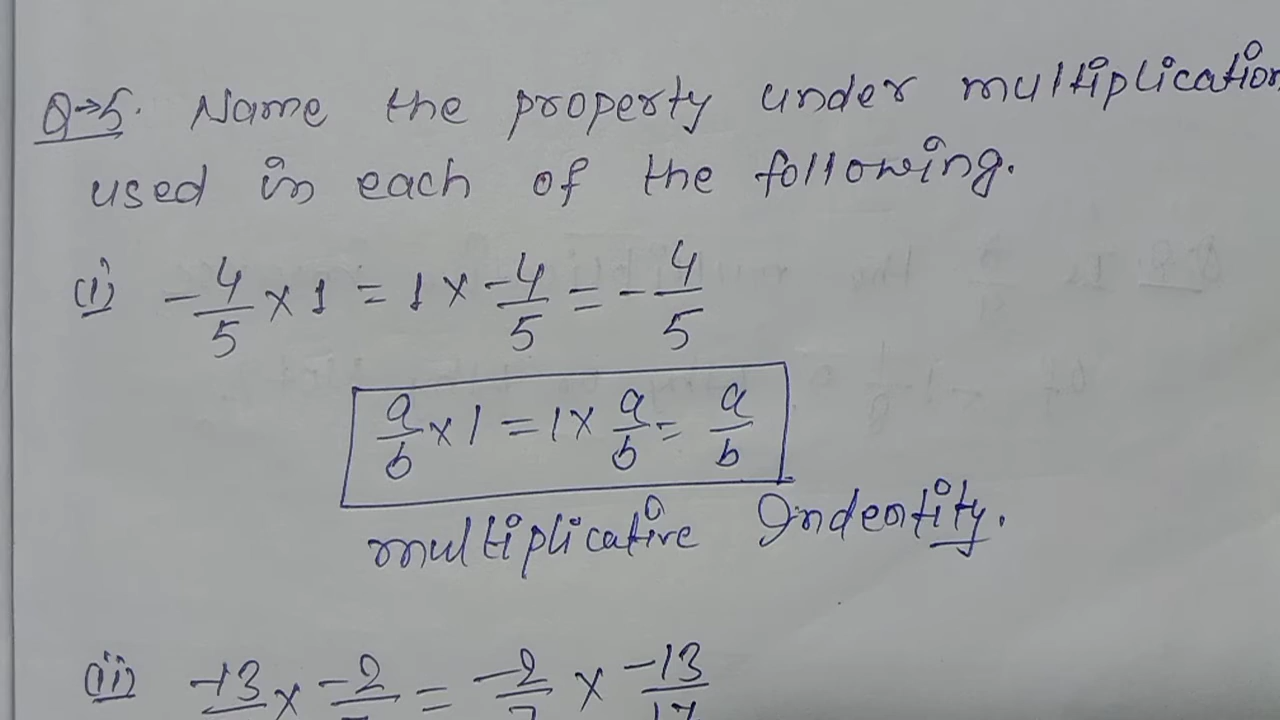 Q→5. Name the property under multiplication
used in each of the following.
(i) -4/5 × 1 = 1 × -4/5 = -4/5
a/b × 1 = 1 × a/b = a/b
multiplicative Indentity.
(ii) -13 × -2 = -2/7 × -13/17